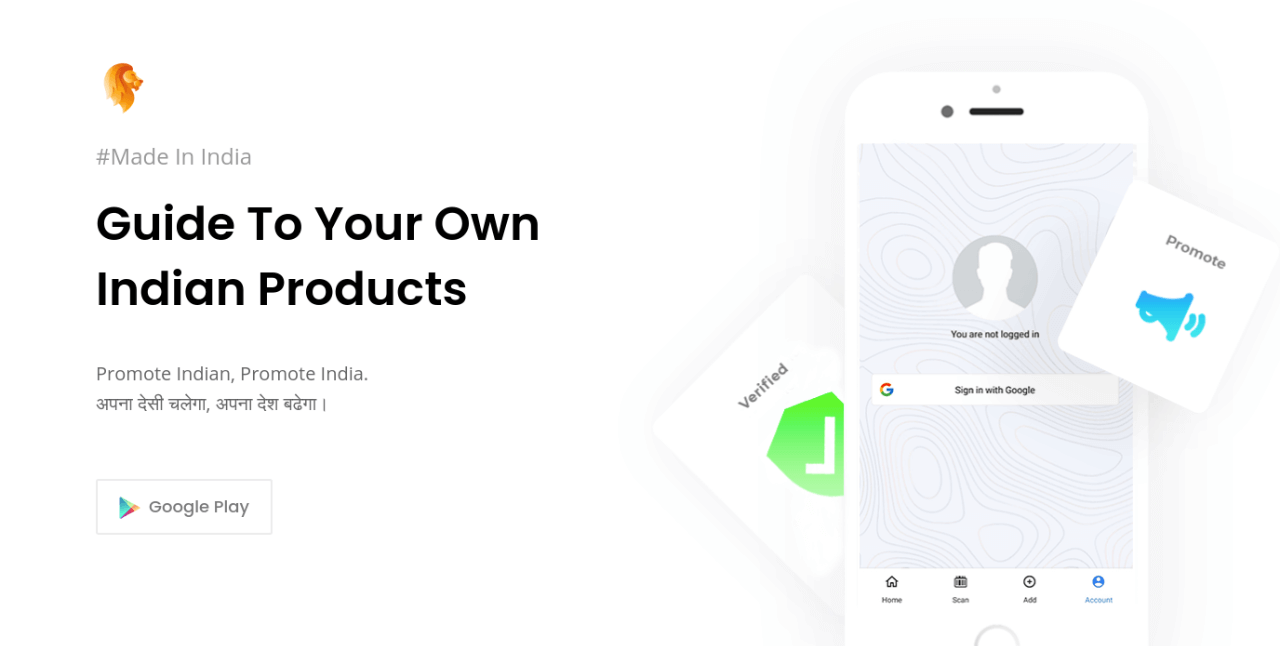 #Made In India
Guide To Your Own
Indian Products
Promote Indian, Promote India.
अपना देसी चलेगा, अपना देश बढेगा।
Google Play
Verified
Promote
You are not logged in
Sign in with Google
Home
Scan
Add
Account